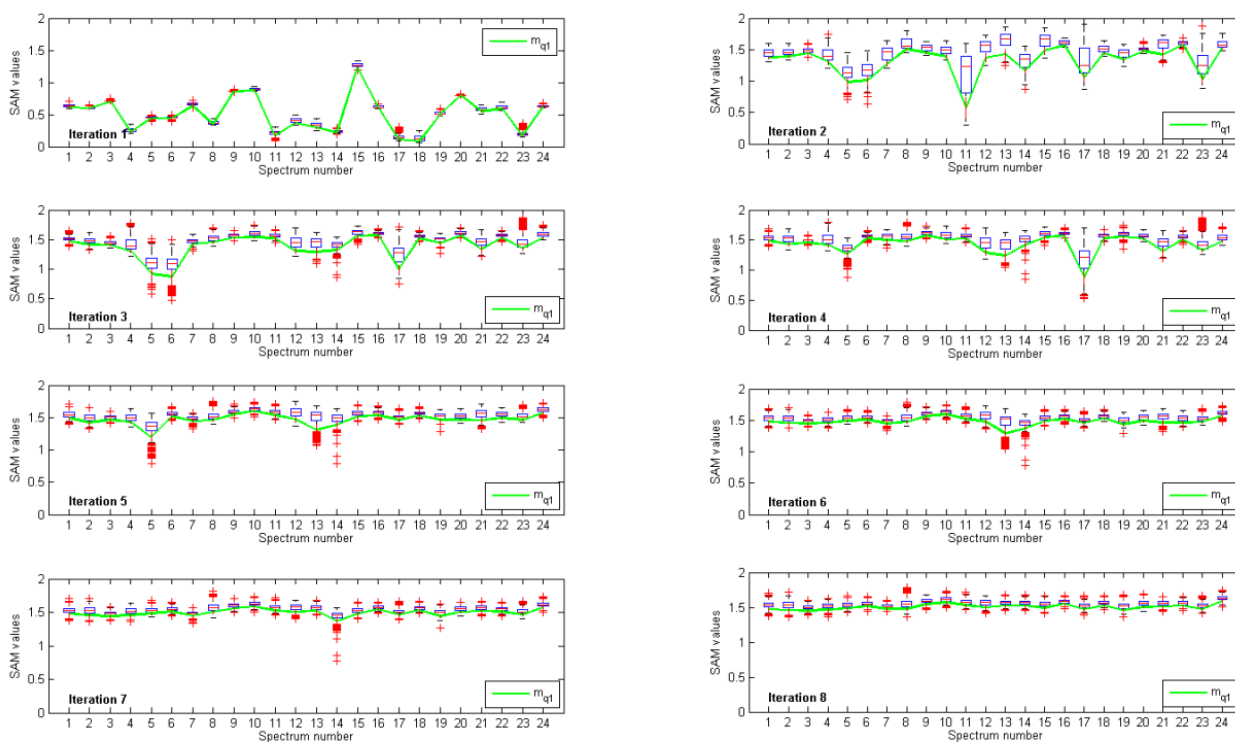 2
1.5
1
0.5
0
SAM values
m q1
Iteration 1
1 2 3 4 5 6 7 8 9 10 11 12 13 14 15 16 17 18 19 20 21 22 23 24
Spectrum number
2
1.5
1
0.5
0
SAM values
m q1
Iteration 2
1 2 3 4 5 6 7 8 9 10 11 12 13 14 15 16 17 18 19 20 21 22 23 24
Spectrum number
2
1.5
1
0.5
0
SAM values
m q1
Iteration 3
1 2 3 4 5 6 7 8 9 10 11 12 13 14 15 16 17 18 19 20 21 22 23 24
Spectrum number
2
1.5
1
0.5
0
SAM values
m q1
Iteration 4
1 2 3 4 5 6 7 8 9 10 11 12 13 14 15 16 17 18 19 20 21 22 23 24
Spectrum number
2
1.5
1
0.5
0
SAM values
m q1
Iteration 5
1 2 3 4 5 6 7 8 9 10 11 12 13 14 15 16 17 18 19 20 21 22 23 24
Spectrum number
2
1.5
1
0.5
0
SAM values
m q1
Iteration 6
1 2 3 4 5 6 7 8 9 10 11 12 13 14 15 16 17 18 19 20 21 22 23 24
Spectrum number
2
1.5
1
0.5
0
SAM values
m q1
Iteration 7
1 2 3 4 5 6 7 8 9 10 11 12 13 14 15 16 17 18 19 20 21 22 23 24
Spectrum number
2
1.5
1
0.5
0
SAM values
m q1
Iteration 8
1 2 3 4 5 6 7 8 9 10 11 12 13 14 15 16 17 18 19 20 21 22 23 24
Spectrum number